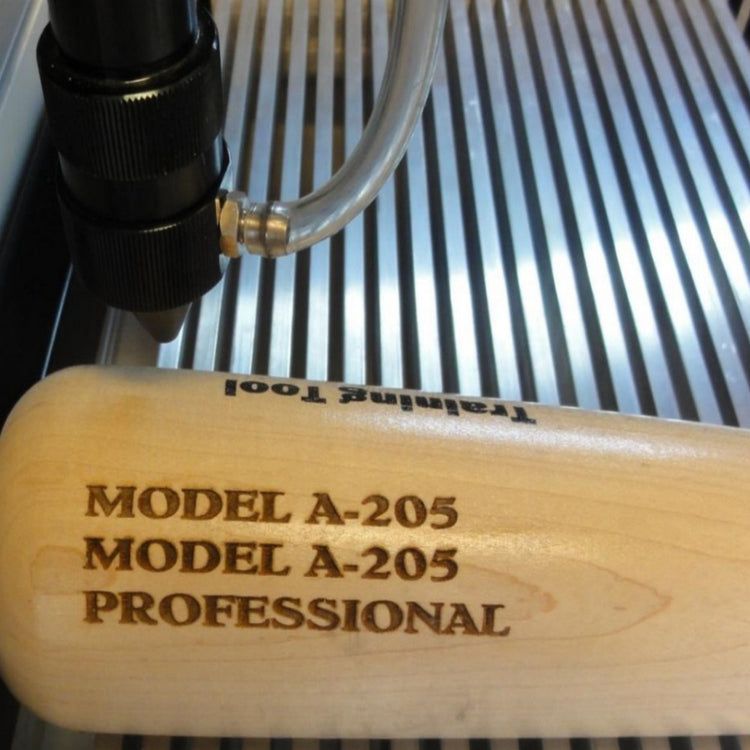 Training Tool
MODEL A-205
MODEL A-205
PROFESSIONAL